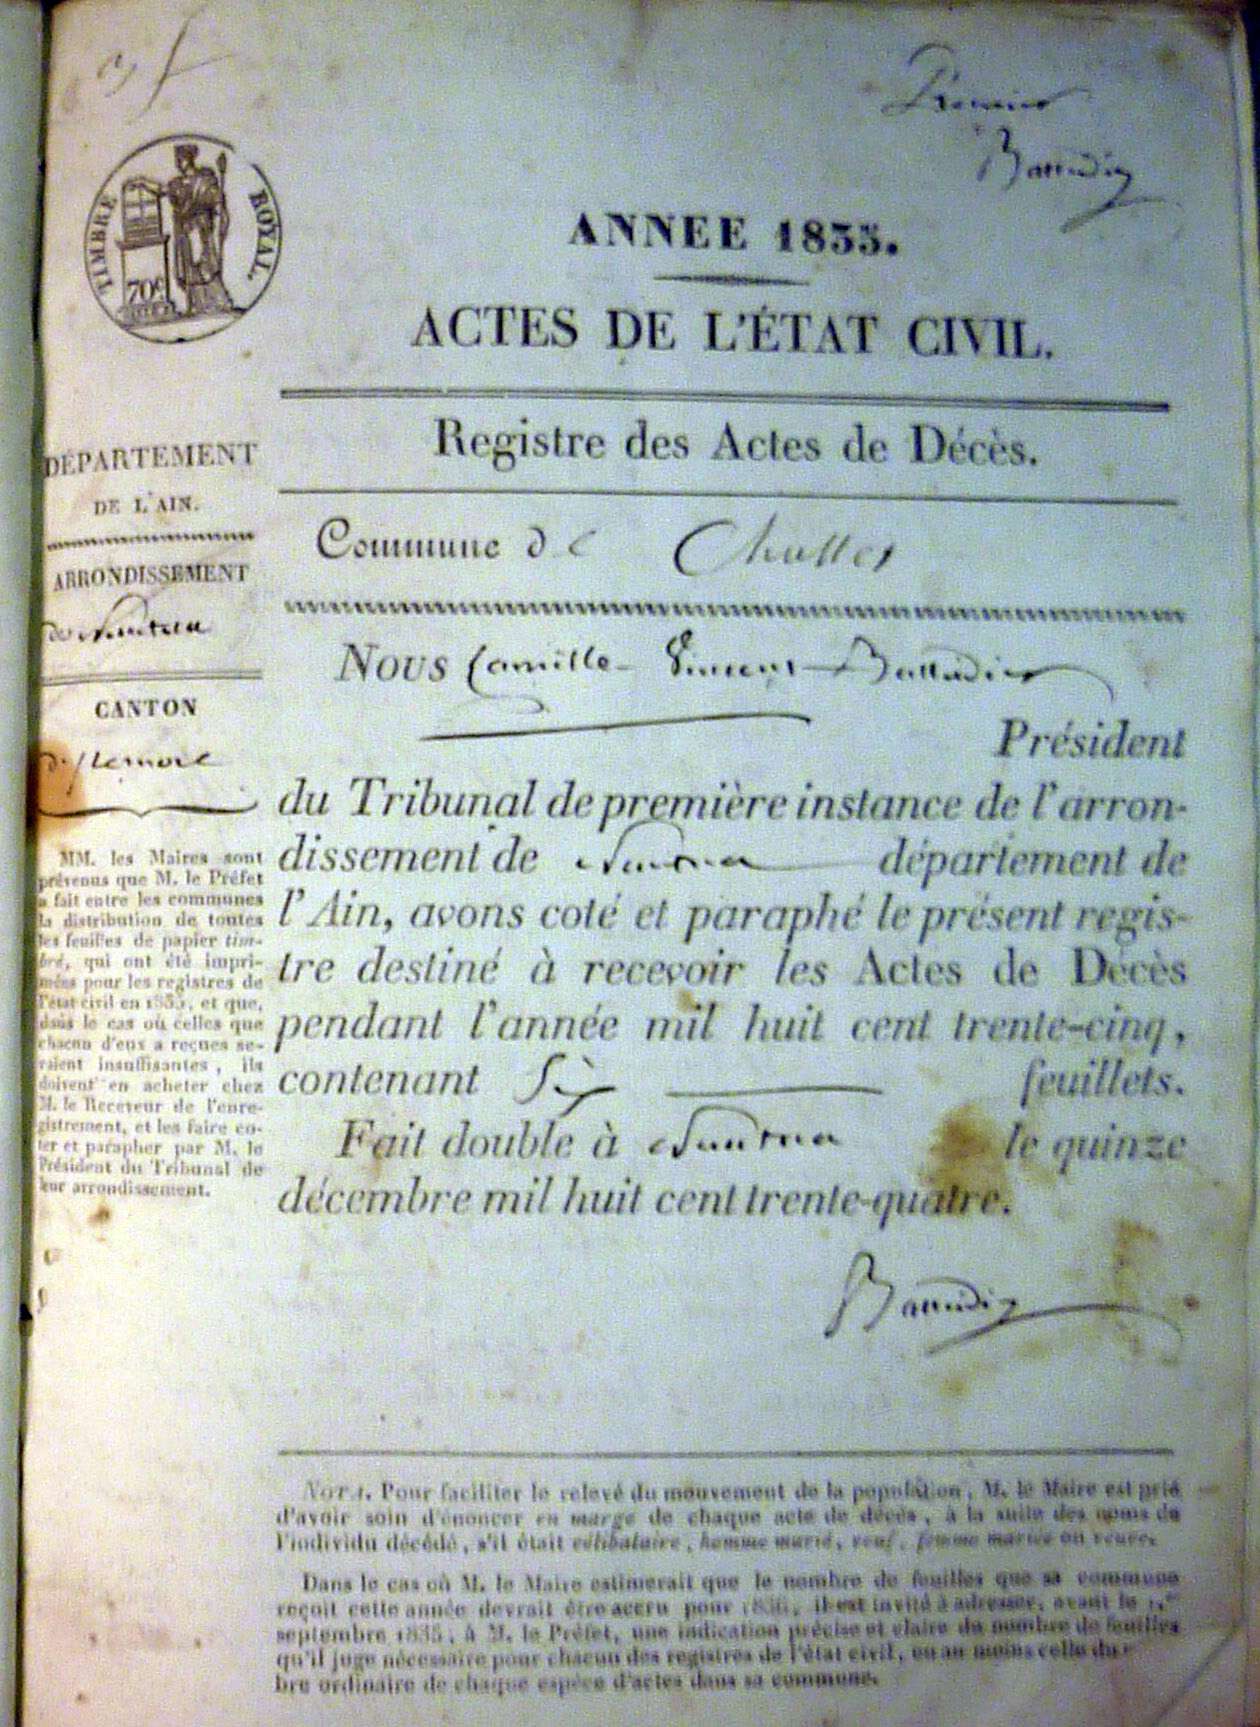 Premier
Battandier
TIMBRE ROYAL.
70c
ANNEE 1835.
ACTES DE L'ÉTAT CIVIL.
Registre des Actes de Décès.
Commune de Challes
DÉPARTEMENT
DE L'AIN.
ARRONDISSEMENT
de Nantua
CANTON
MM. les Maires sont
prévenus que M. le Préfet
a fait entre les communes
la distribution de toutes
les feuilles de papier tim-
bré, qui ont été impri-
mées pour les registres de
l'état civil en 1835, et que,
dans le cas où celles que
chacun d'eux a reçues se-
raient insuffisantes, ils
doivent en acheter chez
M. le Receveur de l'enre-
gistrement, et les faire co-
ter et parapher par M. le
Président du Tribunal de
leur arrondissement.
Nous Camille Vincent Battandier
Président
du Tribunal de première instance de l'arron-
dissement de Nantua département de
l'Ain, avons coté et paraphé le présent regis-
tre destiné à recevoir les Actes de Décès
pendant l'année mil huit cent trente-cinq,
contenant Six feuillets.
Fait double à Nantua le quinze
décembre mil huit cent trente-quatre.
Battandier
NOTA. Pour faciliter le relevé du mouvement de la population, M. le Maire est prié
d'avoir soin d'énoncer en marge de chaque acte de décès, à la suite des noms de
l'individu décédé, s'il était célibataire, homme marié, veuf, femme mariée ou veuve.
Dans le cas où M. le Maire estimerait que le nombre de feuilles que sa commune
reçoit cette année devrait être accru pour 1836, il est invité à adresser, avant le 1er
septembre 1835, à M. le Préfet, une indication précise et claire du nombre de feuilles
qu'il juge nécessaire pour chacun des registres de l'état civil, en au moins celle du
bre ordinaire de chaque espèce d'actes dans sa commune.